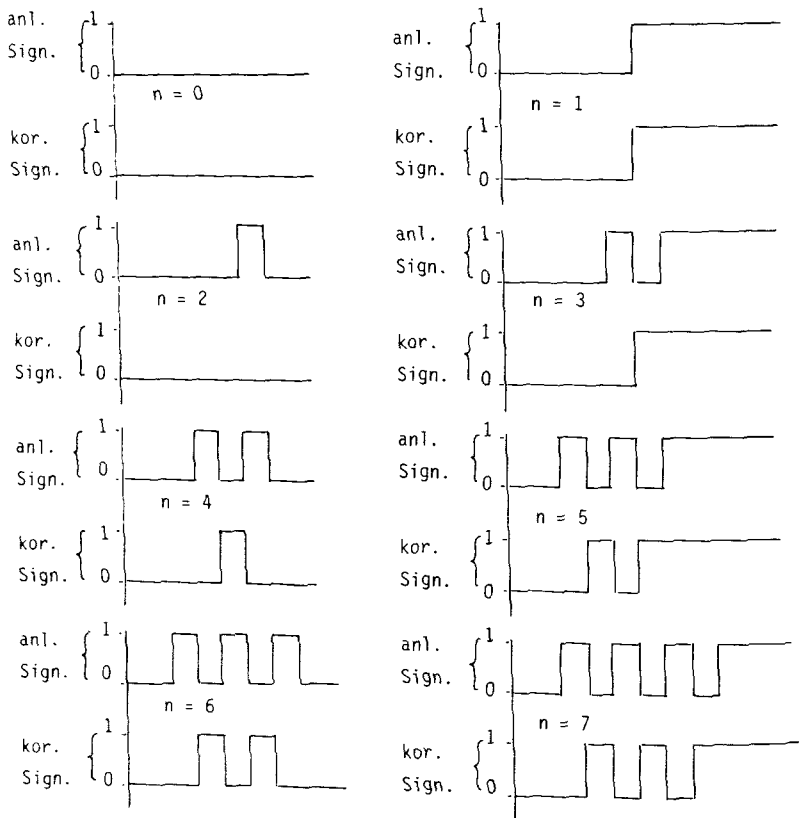 anl. Sign. { 1 0
n = 0
kor. Sign. { 1 0
anl. Sign. { 1 0
n = 1
kor. Sign. { 1 0
anl. Sign. { 1 0
n = 2
kor. Sign. { 1 0
anl. Sign. { 1 0
n = 3
kor. Sign. { 1 0
anl. Sign. { 1 0
n = 4
kor. Sign. { 1 0
anl. Sign. { 1 0
n = 5
kor. Sign. { 1 0
anl. Sign. { 1 0
n = 6
kor. Sign. { 1 0
anl. Sign. { 1 0
n = 7
kor. Sign. { 1 0